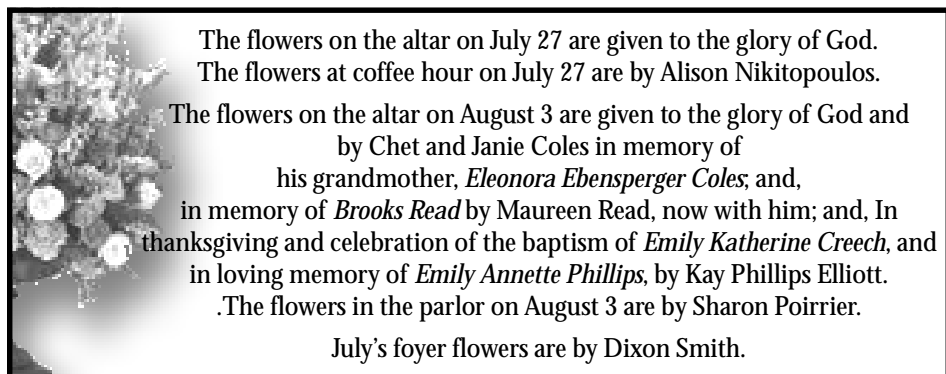 The flowers on the altar on July 27 are given to the glory of God.
The flowers at coffee hour on July 27 are by Alison Nikitopoulos.
The flowers on the altar on August 3 are given to the glory of God and
by Chet and Janie Coles in memory of
his grandmother, Eleonora Ebensperger Coles; and,
in memory of Brooks Read by Maureen Read, now with him; and, In
thanksgiving and celebration of the baptism of Emily Katherine Creech, and
in loving memory of Emily Annette Phillips, by Kay Phillips Elliott.
.The flowers in the parlor on August 3 are by Sharon Poirrier.
July’s foyer flowers are by Dixon Smith.